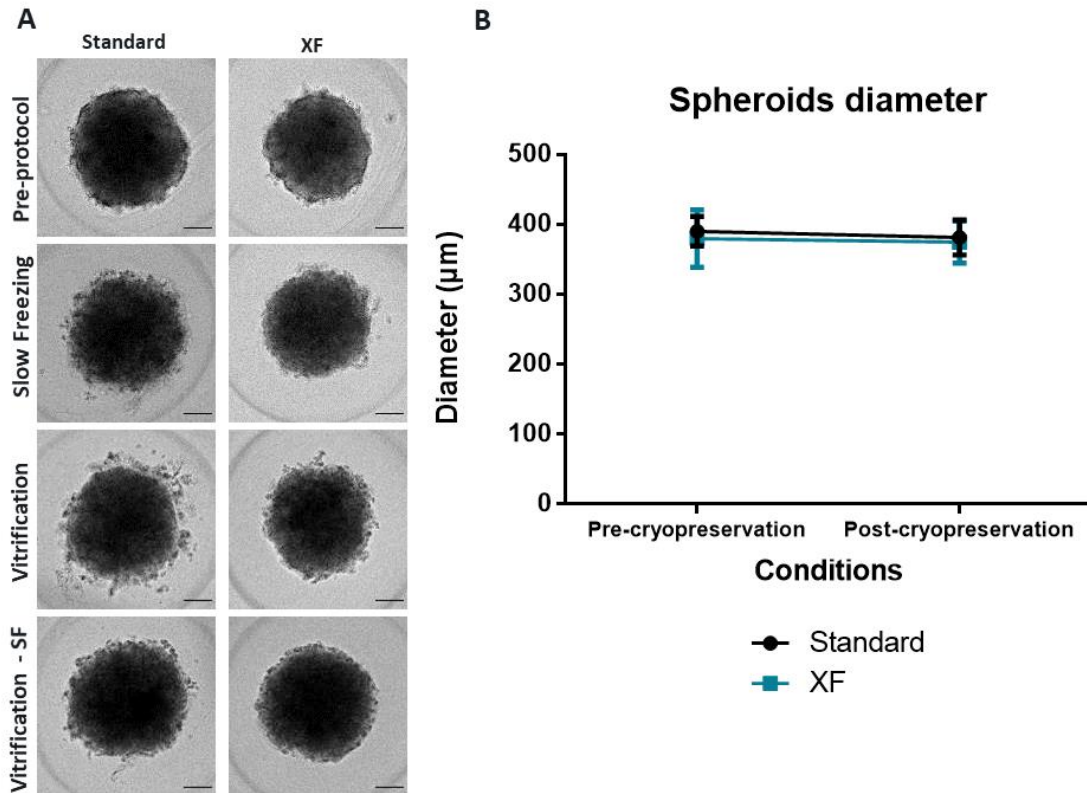 A
Standard
XF
Pre-protocol
Slow Freezing
Vitrification
Vitrification - SF
B
Spheroids diameter
500
400
300
200
100
0
Diameter (µm)
Pre-cryopreservation
Post-cryopreservation
Conditions
Standard
XF